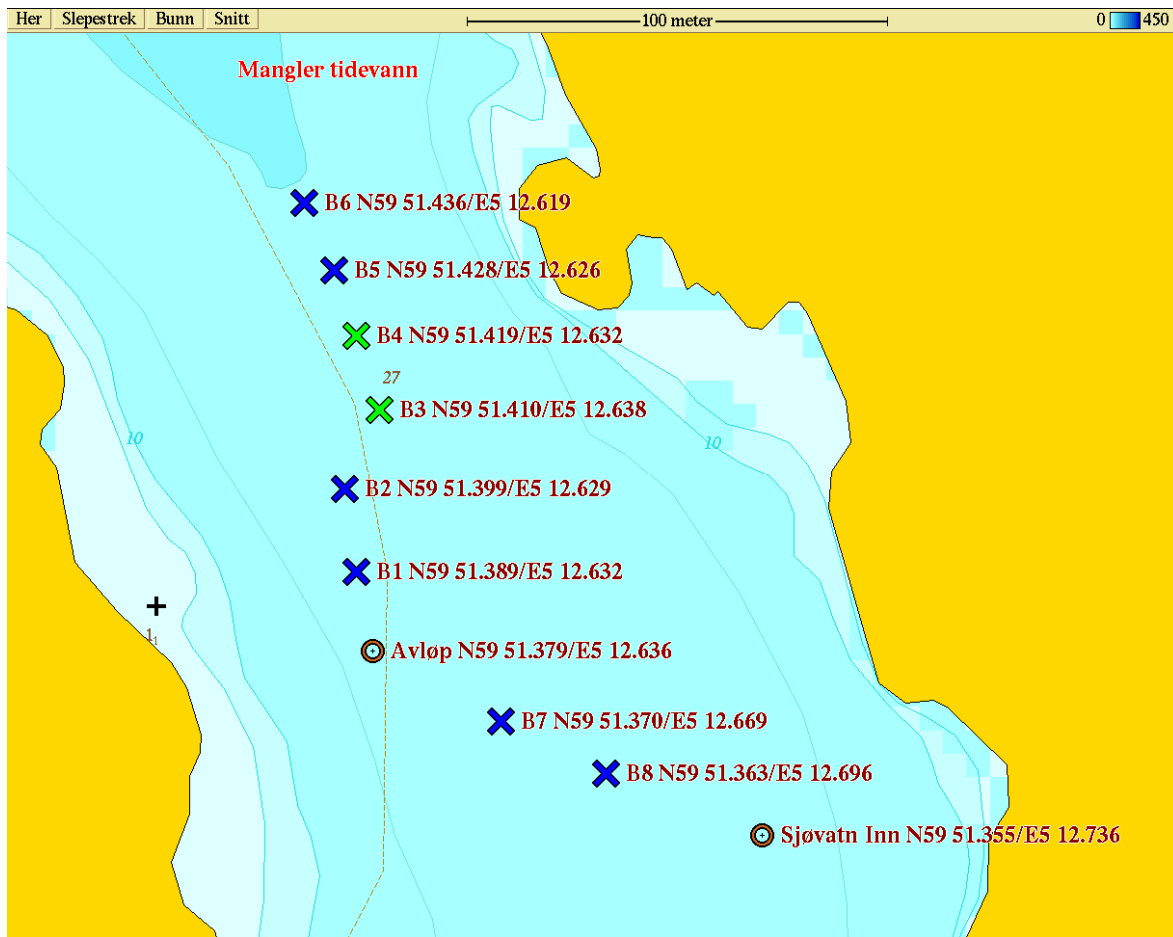 Her Slepestrek Bunn Snitt 100 meter 0 450
Mangler tidevann
B6 N59 51.436/E5 12.619
B5 N59 51.428/E5 12.626
B4 N59 51.419/E5 12.632
27
B3 N59 51.410/E5 12.638
10
10
B2 N59 51.399/E5 12.629
B1 N59 51.389/E5 12.632
1₁
Avløp N59 51.379/E5 12.636
B7 N59 51.370/E5 12.669
B8 N59 51.363/E5 12.696
Sjøvatn Inn N59 51.355/E5 12.736